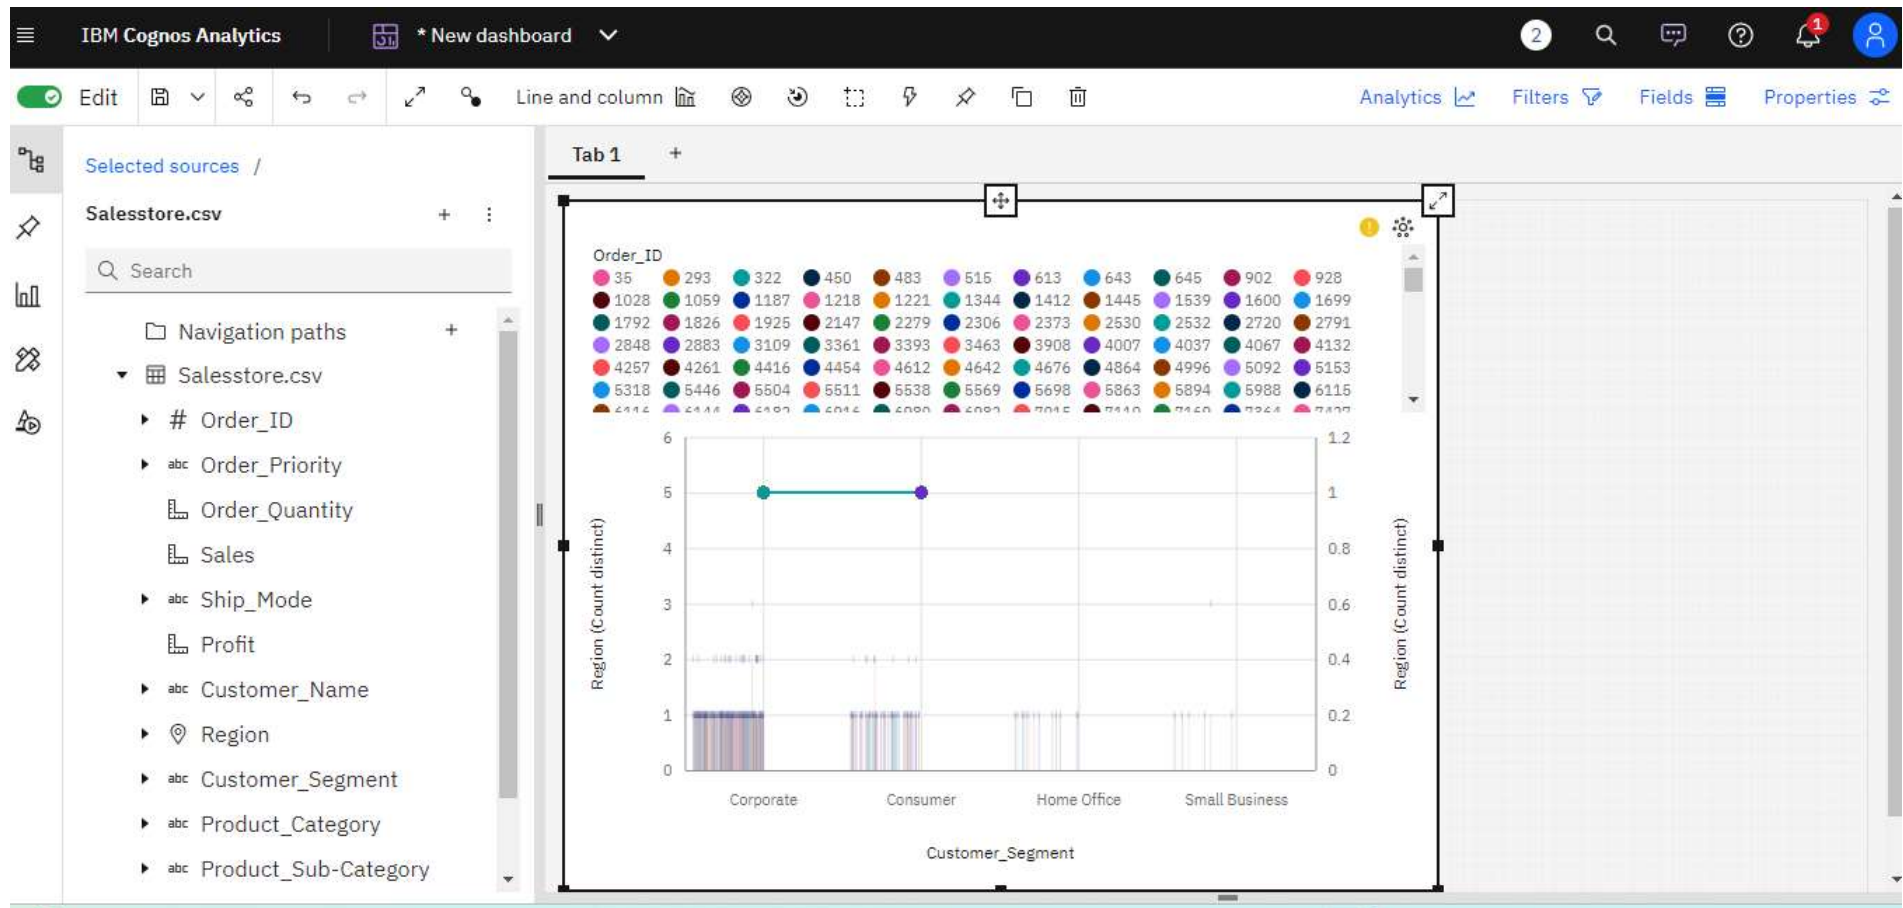 IBM Cognos Analytics * New dashboard 2 1
Edit Line and column Analytics Filters Fields Properties
Selected sources /
Salesstore.csv + ⋮
Search
Navigation paths +
Salesstore.csv
# Order_ID
abc Order_Priority
Order_Quantity
Sales
abc Ship_Mode
Profit
abc Customer_Name
Region
abc Customer_Segment
abc Product_Category
abc Product_Sub-Category
Tab 1 +
Order_ID
35 293 322 450 483 515 613 643 645 902 928
1028 1059 1187 1218 1221 1344 1412 1445 1539 1600 1699
1792 1826 1925 2147 2279 2306 2373 2530 2532 2720 2791
2848 2883 3109 3361 3393 3463 3908 4007 4037 4067 4132
4257 4261 4416 4454 4612 4642 4676 4864 4996 5092 5153
5318 5446 5504 5511 5538 5569 5698 5863 5894 5988 6115
6 1.2
5 1
4 0.8
3 0.6
2 0.4
1 0.2
0 0
Region (Count distinct)
Region (Count distinct)
Corporate Consumer Home Office Small Business
Customer_Segment